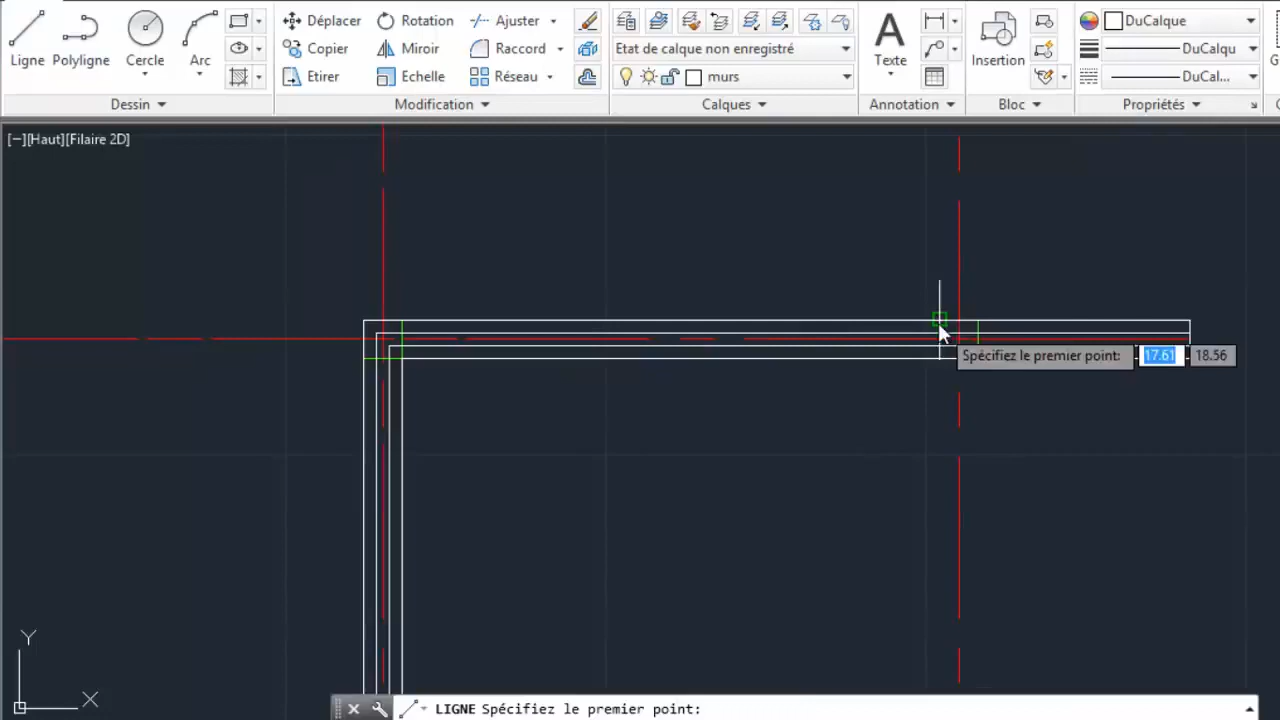 Déplacer Rotation Ajuster
Copier Miroir Raccord
Ligne Polyligne Cercle Arc Etirer Echelle Réseau
Dessin Modification
Etat de calque non enregistré
murs
Calques
Texte
Annotation
Insertion
Bloc
DuCalque
DuCalqu
DuCal...
Propriétés
[−][Haut][Filaire 2D]
Spécifiez le premier point: 17.61 18.56
Y
X
LIGNE Spécifiez le premier point: